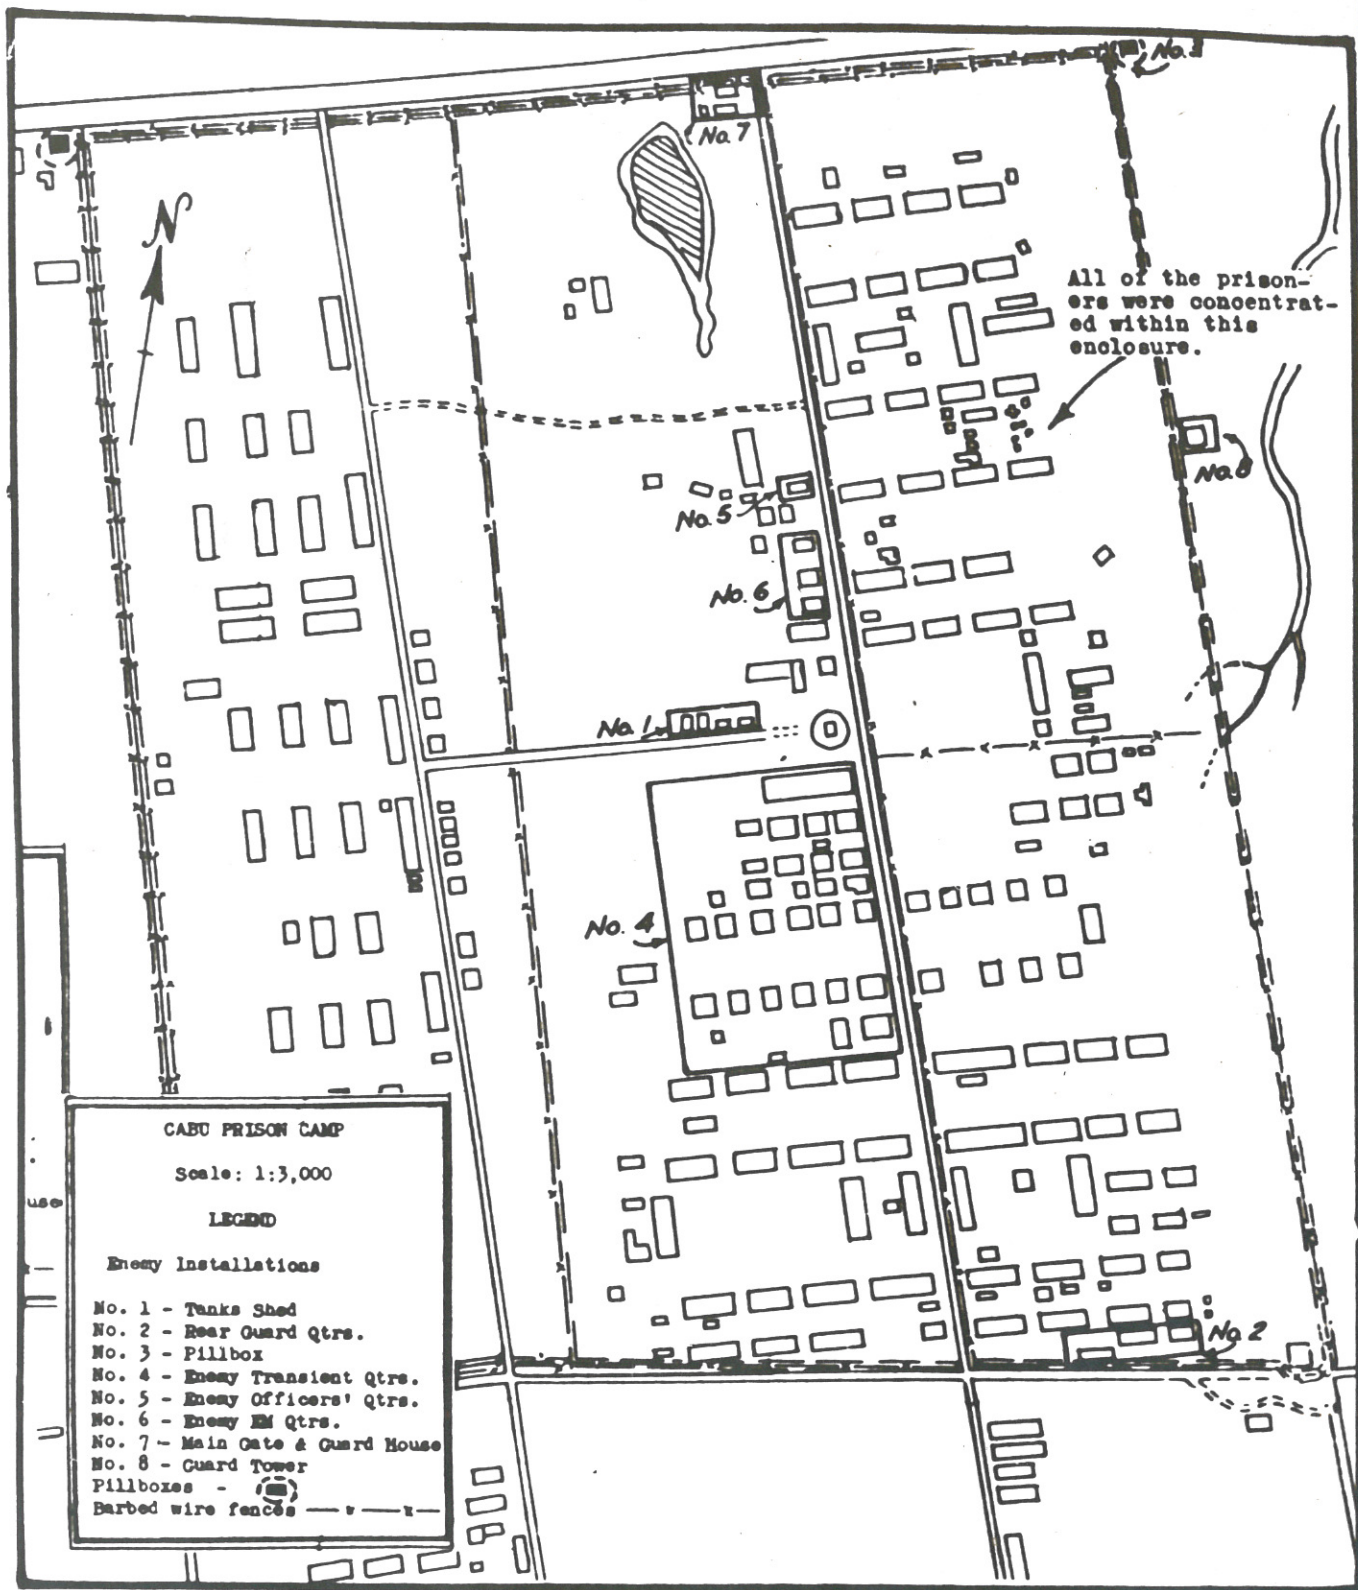 No. 3
No. 7
N
All of the prison-
ers were concentrat-
ed within this
enclosure.
No. 8
No. 5
No. 6
No. 1
No. 4
No. 2
use
CABU PRISON CAMP
Scale: 1:3,000
LEGEND
Enemy Installations
No. 1 - Tanks Shed
No. 2 - Rear Guard Qtrs.
No. 3 - Pillbox
No. 4 - Enemy Transient Qtrs.
No. 5 - Enemy Officers' Qtrs.
No. 6 - Enemy EM Qtrs.
No. 7 - Main Gate & Guard House
No. 8 - Guard Tower
Pillboxes -
Barbed wire fences